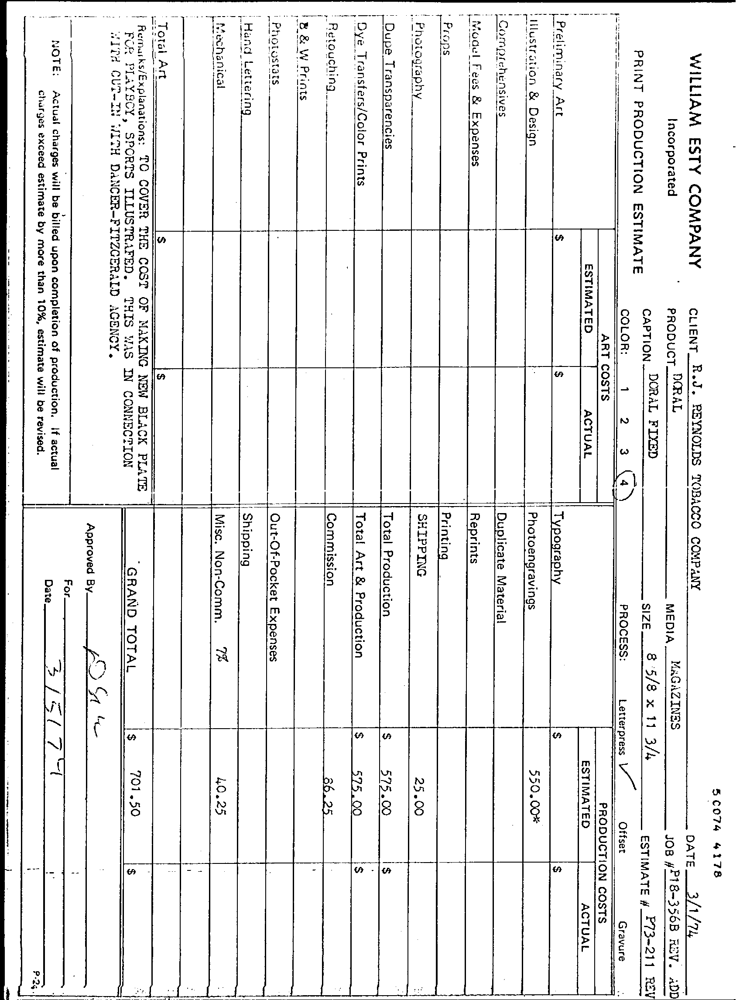 50074 4178
WILLIAM ESTY COMPANY
Incorporated
PRINT PRODUCTION ESTIMATE
CLIENT R.J. REYNOLDS TOBACCO COMPANY DATE 3/1/74
PRODUCT DORAL MEDIA MAGAZINES JOB # P18-356B REV. ADD
CAPTION DORAL FIXED SIZE 8 5/8 x 11 3/4 ESTIMATE # P73-211 REV
COLOR: 1 2 3 4 PROCESS: Letterpress ✓ Offset Gravure
ART COSTS PRODUCTION COSTS
ESTIMATED ACTUAL ESTIMATED ACTUAL
Preliminary Art $ $ Typography $ $
Illustration & Design Photoengravings 550.00*
Comprehensives Duplicate Material
Model Fees & Expenses Reprints
Props Printing
Photography SHIPPING 25.00
Dupe Transparencies Total Production $ 575.00 $
Dye Transfers/Color Prints Total Art & Production $ 575.00 $
Retouching Commission 86.25
B & W Prints
Photostats Out-Of-Pocket Expenses
Hand Lettering Shipping
Mechanical Misc. Non-Comm. 7% 40.25
Total Art $ $
Remarks/Explanations: TO COVER THE COST OF MAKING NEW BLACK PLATE
FOR PLAYBOY, SPORTS ILLUSTRATED. THIS WAS IN CONNECTION
WITH CUT-IN WITH DANCER-FITZGERALD AGENCY.
GRAND TOTAL $ 701.50 $
NOTE: Actual charges will be billed upon completion of production. If actual
charges exceed estimate by more than 10%, estimate will be revised.
Approved By
For
Date 3/5/74